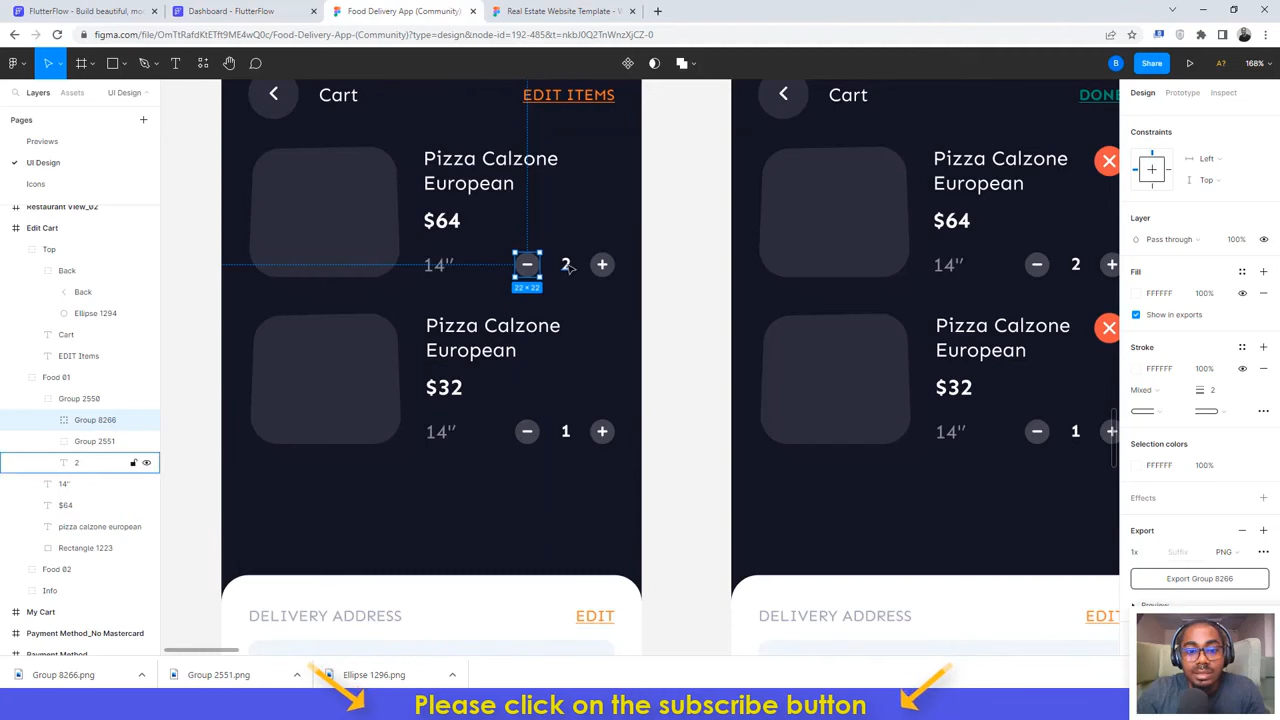 FlutterFlow - Build beautiful, mo
Dashboard - FlutterFlow
Food Delivery App (Community)
Real Estate Website Template - W
figma.com/file/OmTtRafdKtETft9ME4wQ0c/Food-Delivery-App-(Community)?type=design&node-id=192-485&t=nkbJ0Q2TnWnzXjCZ-0
B
Share
A?
168%
Layers
Assets
UI Design
Pages
Previews
UI Design
Icons
Restaurant View_02
Edit Cart
Top
Back
Back
Ellipse 1294
Cart
EDIT Items
Food 01
Group 2550
Group 8266
Group 2551
2
14''
$64
pizza calzone european
Rectangle 1223
Food 02
Info
My Cart
Payment Method_No Mastercard
Payment Method
Cart
EDIT ITEMS
Pizza Calzone
European
$64
14''
2
22 × 22
Pizza Calzone
European
$32
14''
1
DELIVERY ADDRESS
EDIT
Cart
DONE
Pizza Calzone
European
$64
14''
2
Pizza Calzone
European
$32
14''
1
DELIVERY ADDRESS
EDIT
Design
Prototype
Inspect
Constraints
Left
Top
Layer
Pass through
100%
Fill
FFFFFF
100%
Show in exports
Stroke
FFFFFF
100%
Mixed
2
Selection colors
FFFFFF
100%
Effects
Export
1x
Suffix
PNG
Export Group 8266
Preview
Group 8266.png
Group 2551.png
Ellipse 1296.png
Please click on the subscribe button